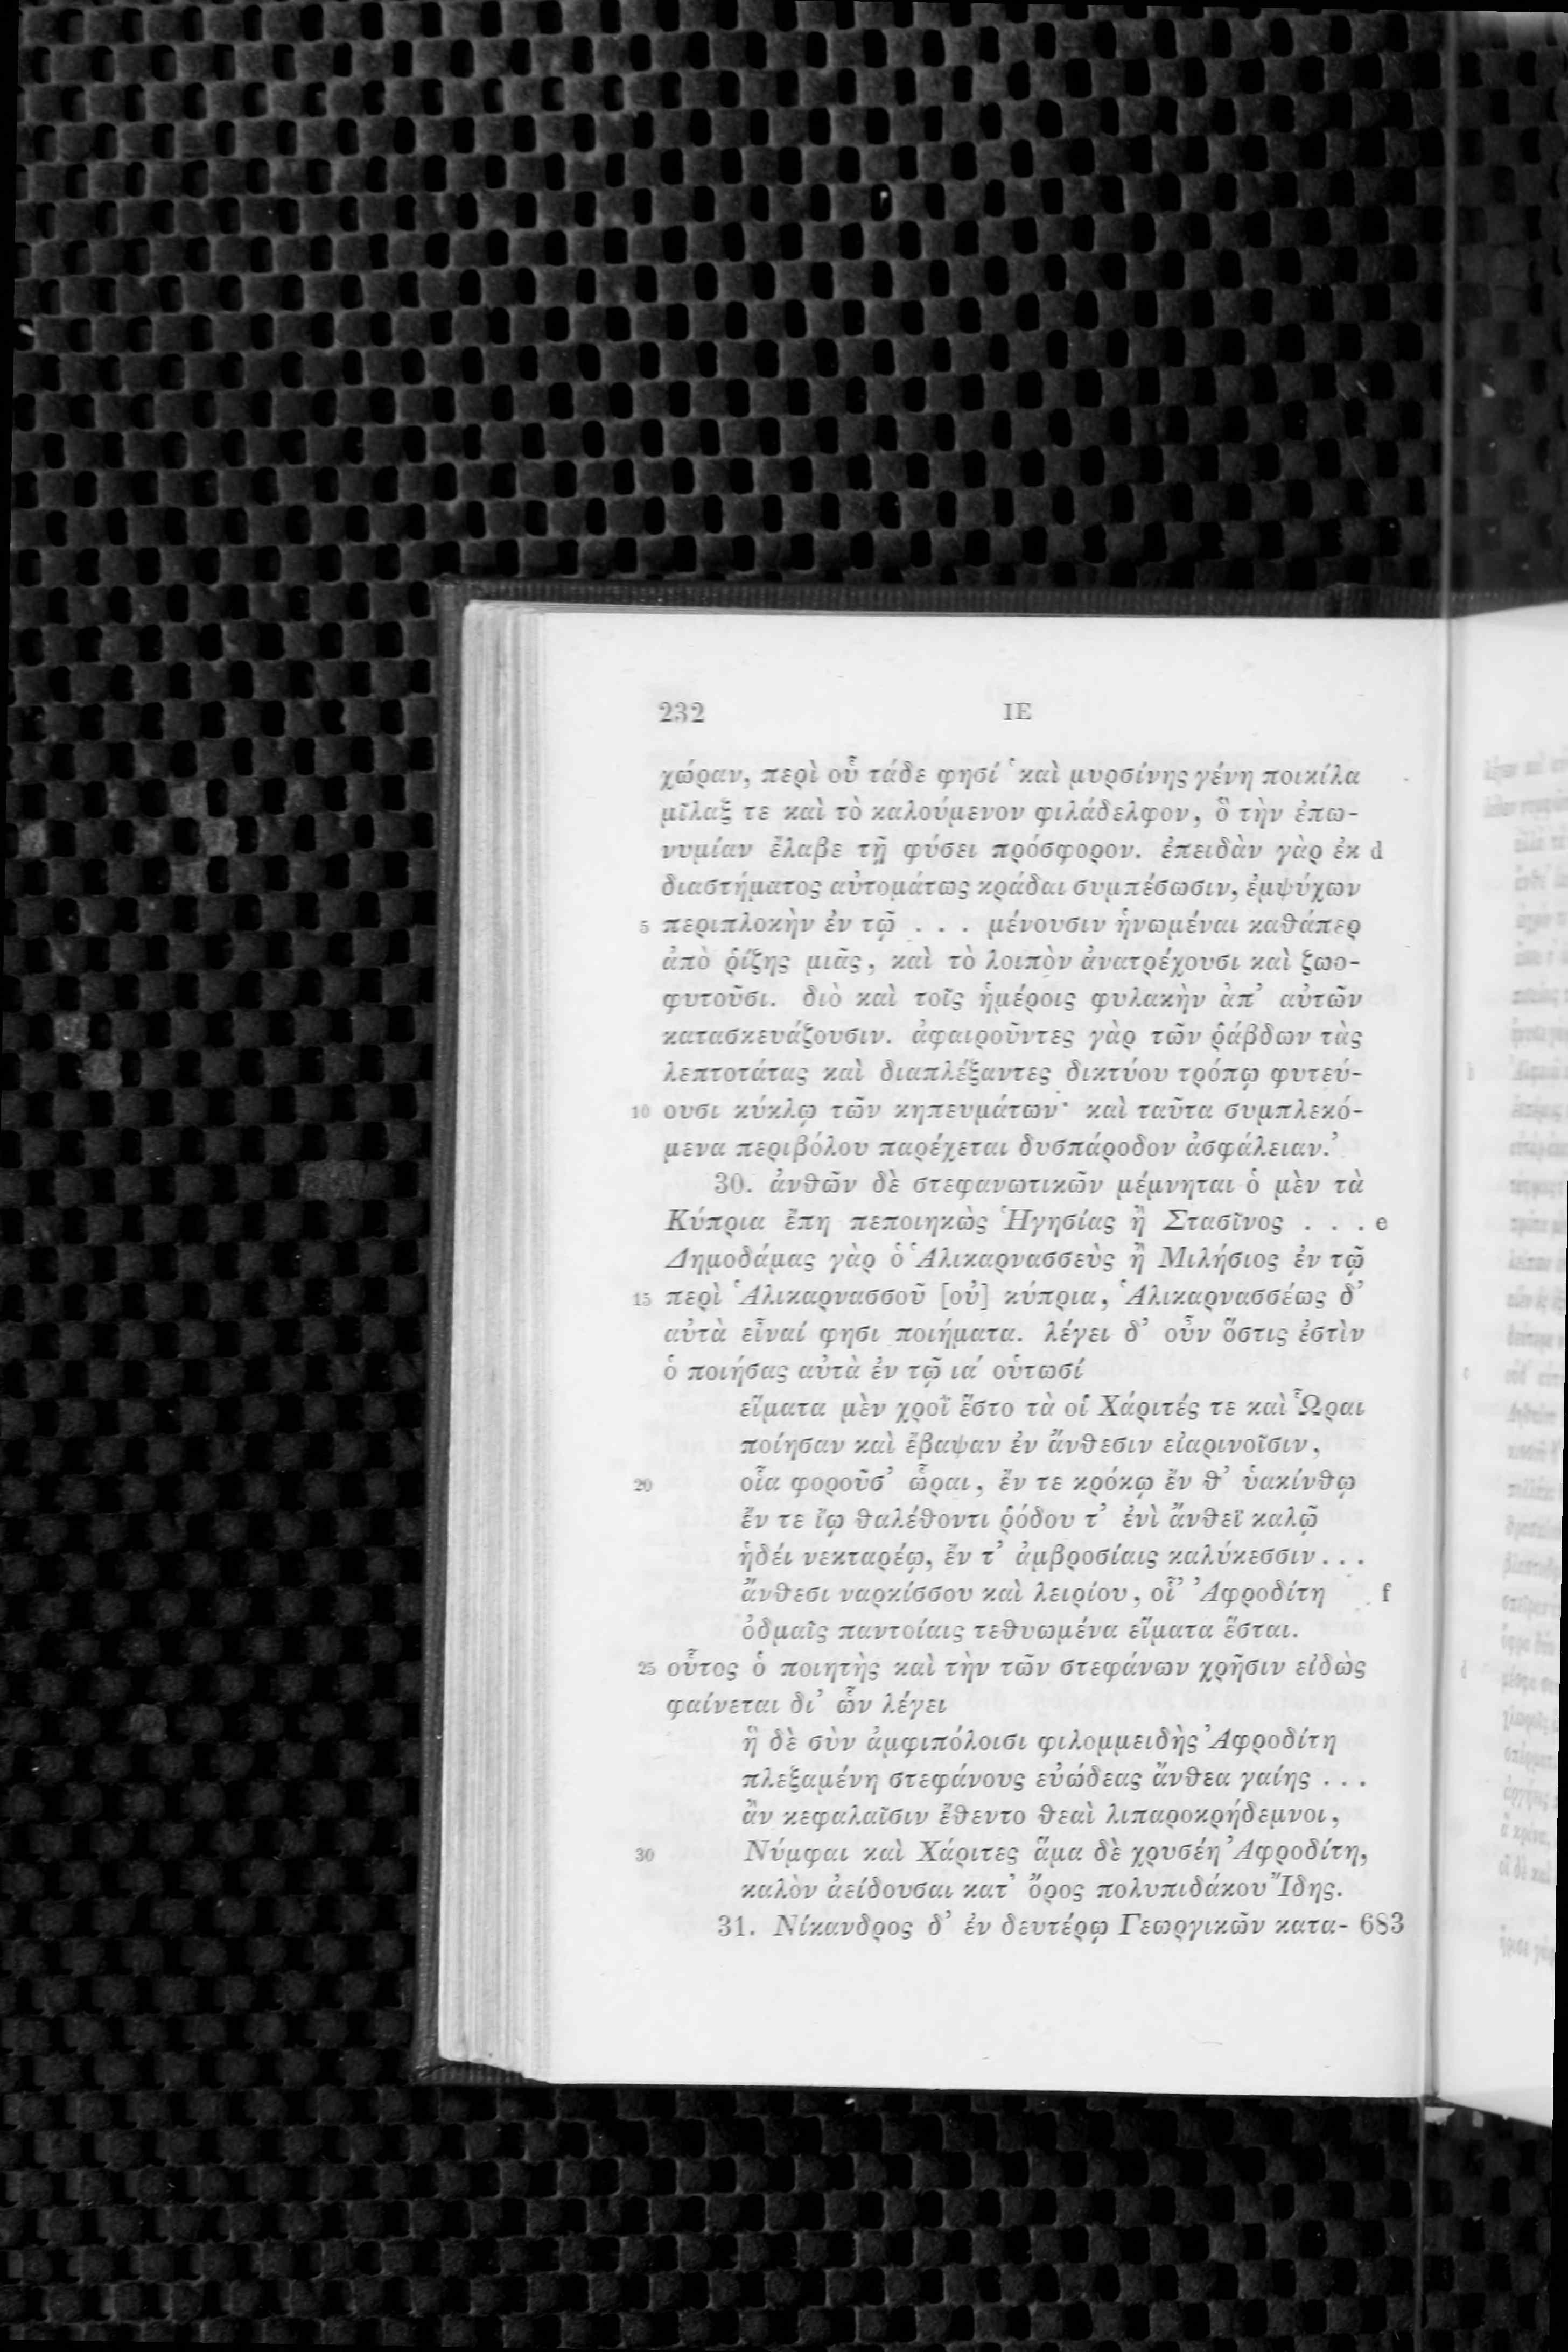 232 ΙΕ
χώραν, περὶ οὗ τάδε φησί ‘καὶ μυρσίνης γένη ποικίλα
μῖλαξ τε καὶ τὸ καλούμενον φιλάδελφον, ὃ τὴν ἐπω-
νυμίαν ἔλαβε τῇ φύσει πρόσφορον. ἐπειδὰν γὰρ ἐκ d
διαστήματος αὐτομάτως κράδαι συμπέσωσιν, ἐμψύχων
5 περιπλοκὴν ἐν τῷ . . . μένουσιν ἡνωμέναι καθάπερ
ἀπὸ ῥίζης μιᾶς, καὶ τὸ λοιπὸν ἀνατρέχουσι καὶ ζωο-
φυτοῦσι. διὸ καὶ τοῖς ἡμέροις φυλακὴν ἀπ’ αὐτῶν
κατασκευάζουσιν. ἀφαιροῦντες γὰρ τῶν ῥάβδων τὰς
λεπτοτάτας καὶ διαπλέξαντες δικτύου τρόπῳ φυτεύ-
10 ουσι κύκλῳ τῶν κηπευμάτων· καὶ ταῦτα συμπλεκό-
μενα περιβόλου παρέχεται δυσπάροδον ἀσφάλειαν.’
30. ἀνθῶν δὲ στεφανωτικῶν μέμνηται ὁ μὲν τὰ
Κύπρια ἔπη πεποιηκὼς Ἡγησίας ἢ Στασῖνος . . . e
Δημοδάμας γὰρ ὁ Ἁλικαρνασσεὺς ἢ Μιλήσιος ἐν τῷ
15 περὶ Ἁλικαρνασσοῦ [οὐ] κύπρια, Ἁλικαρνασσέως δ’
αὐτὰ εἶναί φησι ποιήματα. λέγει δ’ οὖν ὅστις ἐστὶν
ὁ ποιήσας αὐτὰ ἐν τῷ ια′ οὑτωσί
εἵματα μὲν χροῒ ἕστο τὰ οἱ Χάριτές τε καὶ Ὧραι
ποίησαν καὶ ἔβαψαν ἐν ἄνθεσιν εἰαρινοῖσιν,
20 οἷα φοροῦσ’ ὧραι, ἔν τε κρόκῳ ἔν θ’ ὑακίνθῳ
ἔν τε ἴῳ θαλέθοντι ῥόδου τ’ ἐνὶ ἄνθεϊ καλῷ
ἡδέι νεκταρέῳ, ἔν τ’ ἀμβροσίαις καλύκεσσιν . . .
ἄνθεσι ναρκίσσου καὶ λειρίου, οἷ’ Ἀφροδίτη f
ὀδμαῖς παντοίαις τεθυωμένα εἵματα ἕσται.
25 οὗτος ὁ ποιητὴς καὶ τὴν τῶν στεφάνων χρῆσιν εἰδὼς
φαίνεται δι’ ὧν λέγει
ἣ δὲ σὺν ἀμφιπόλοισι φιλομμειδὴς Ἀφροδίτη
πλεξαμένη στεφάνους εὐώδεας ἄνθεα γαίης . . .
ἂν κεφαλαῖσιν ἔθεντο θεαὶ λιπαροκρήδεμνοι,
30 Νύμφαι καὶ Χάριτες ἅμα δὲ χρυσέη Ἀφροδίτη,
καλὸν ἀείδουσαι κατ’ ὄρος πολυπιδάκου Ἴδης.
31. Νίκανδρος δ’ ἐν δευτέρῳ Γεωργικῶν κατα- 683